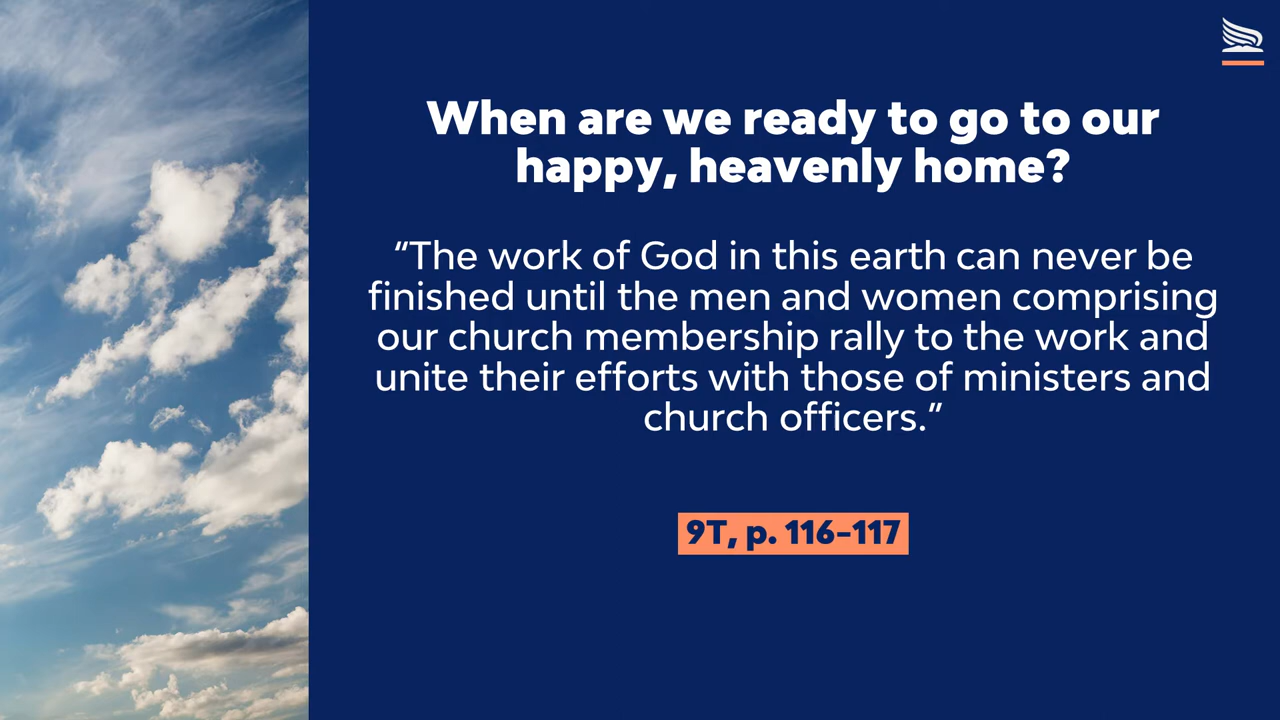 When are we ready to go to our
happy, heavenly home?
“The work of God in this earth can never be
finished until the men and women comprising
our church membership rally to the work and
unite their efforts with those of ministers and
church officers.”
9T, p. 116–117